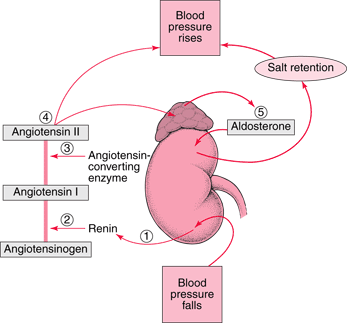 Blood
pressure
rises
Salt retention
④
⑤
Angiotensin II
Aldosterone
③
Angiotensin-
converting
enzyme
Angiotensin I
②
Renin
①
Angiotensinogen
Blood
pressure
falls